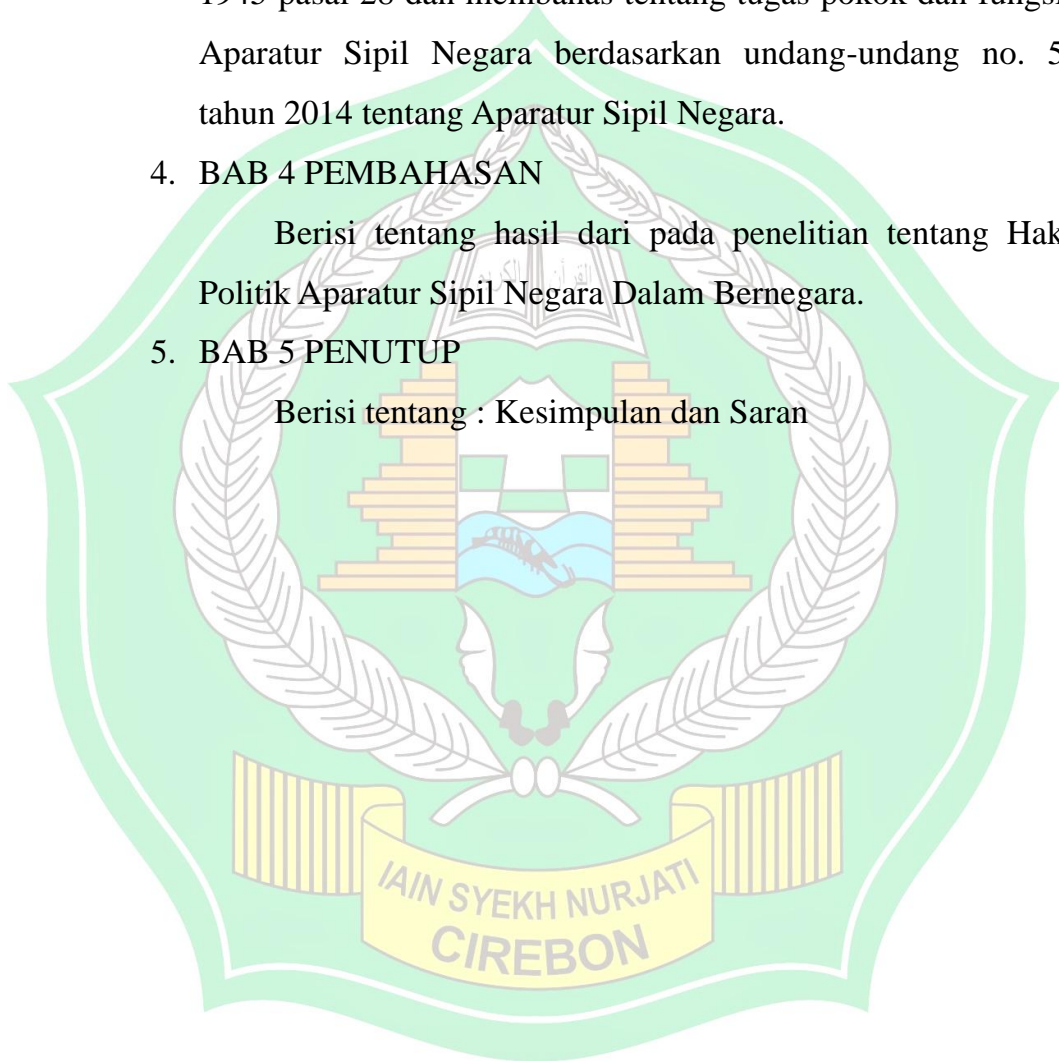 1945 pasal 28 dan membahas tentang tugas pokok dan fungsi
Aparatur Sipil Negara berdasarkan undang-undang no. 5
tahun 2014 tentang Aparatur Sipil Negara.
4. BAB 4 PEMBAHASAN
Berisi tentang hasil dari pada penelitian tentang Hak
Politik Aparatur Sipil Negara Dalam Bernegara.
القرآن الكريم
5. BAB 5 PENUTUP
Berisi tentang : Kesimpulan dan Saran
IAIN SYEKH NURJATI
CIREBON